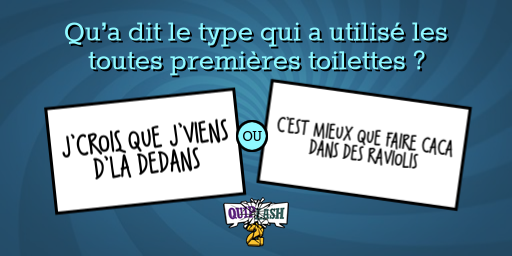 Qu'a dit le type qui a utilisé les
toutes premières toilettes ?
J'CROIS QUE J'VIENS
D'LÀ DEDANS
OU
C'EST MIEUX QUE FAIRE CACA
DANS DES RAVIOLIS
QUIPLASH
2